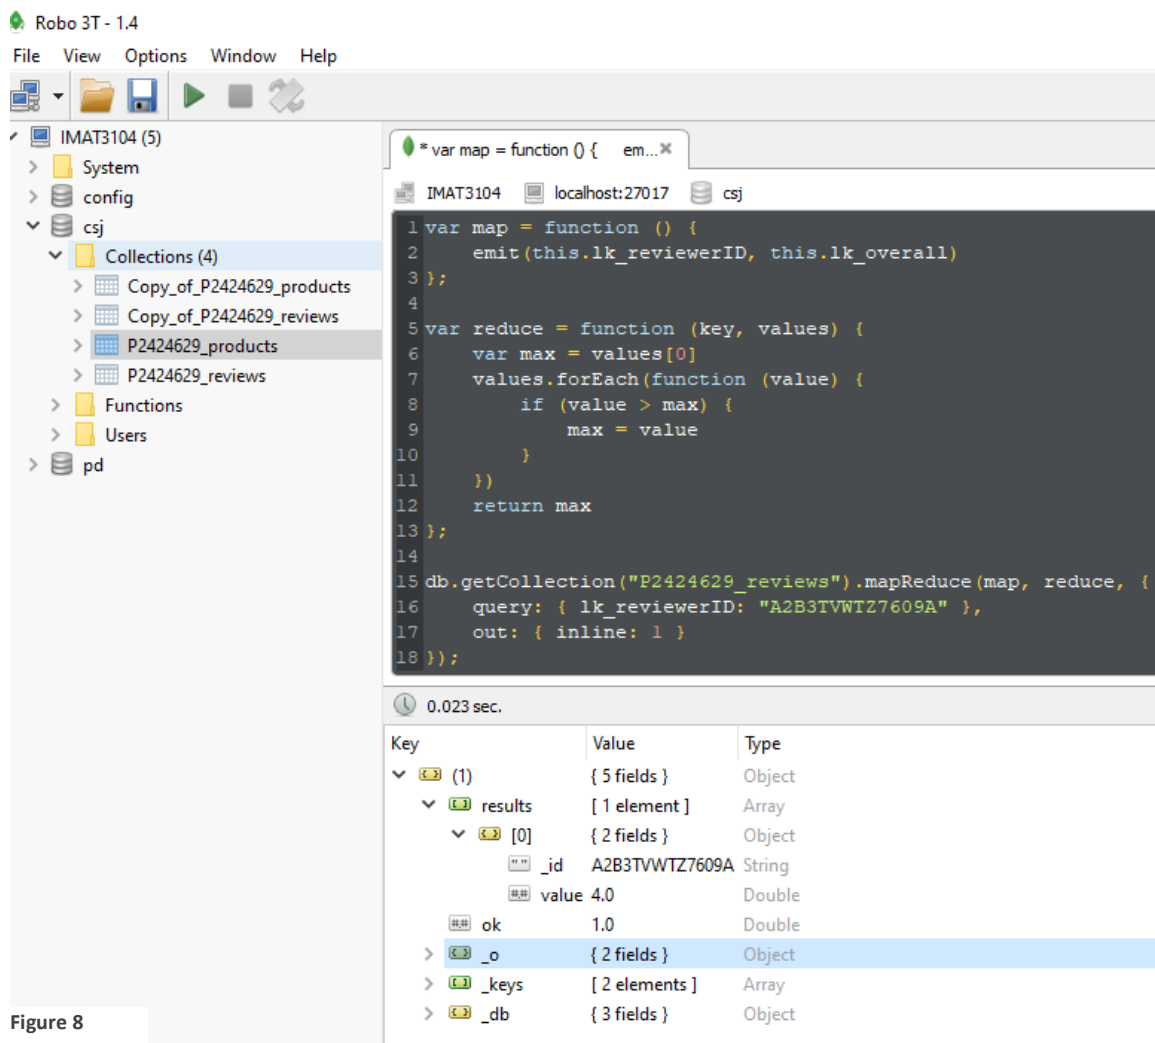 Robo 3T - 1.4
File View Options Window Help
IMAT3104 (5)
System
config
csj
Collections (4)
Copy_of_P2424629_products
Copy_of_P2424629_reviews
P2424629_products
P2424629_reviews
Functions
Users
pd
* var map = function () { em...
IMAT3104 localhost:27017 csj
1 var map = function () {
2 emit(this.lk_reviewerID, this.lk_overall)
3 };
4
5 var reduce = function (key, values) {
6 var max = values[0]
7 values.forEach(function (value) {
8 if (value > max) {
9 max = value
10 }
11 })
12 return max
13 };
14
15 db.getCollection("P2424629_reviews").mapReduce(map, reduce, {
16 query: { lk_reviewerID: "A2B3TVWTZ7609A" },
17 out: { inline: 1 }
18 });
0.023 sec.
Key Value Type
(1) { 5 fields } Object
results [ 1 element ] Array
[0] { 2 fields } Object
_id A2B3TVWTZ7609A String
value 4.0 Double
ok 1.0 Double
_o { 2 fields } Object
_keys [ 2 elements ] Array
_db { 3 fields } Object
Figure 8